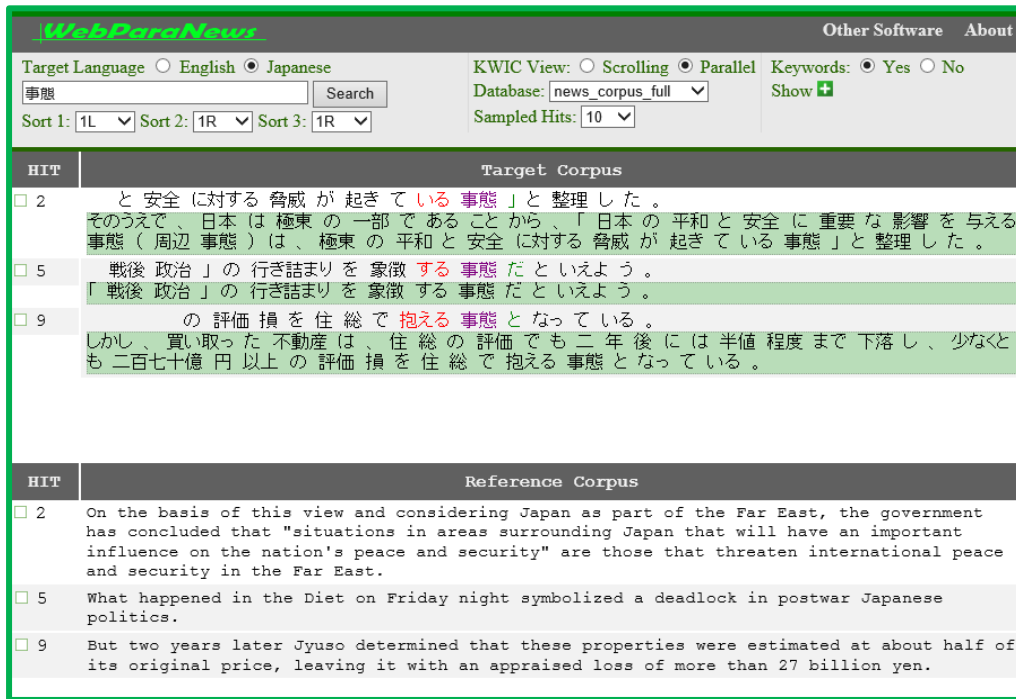 WebParaNews Other Software About
Target Language English Japanese KWIC View: Scrolling Parallel Keywords: Yes No
事態 Search Database: news_corpus_full Show
Sort 1: 1L Sort 2: 1R Sort 3: 1R Sampled Hits: 10
HIT Target Corpus
2 と 安全 に対する 脅威 が 起き て いる 事態 」と 整理 し た 。
そのうえで 、 日本 は 極東 の 一部 で ある こと から 、「 日本 の 平和 と 安全 に 重要 な 影響 を 与える
事態 ( 周辺 事態 ) は 、 極東 の 平和 と 安全 に対する 脅威 が 起き て いる 事態 」と 整理 し た 。
5 戦後 政治 」の 行き詰まり を 象徴 する 事態 だ と いえよ う 。
「 戦後 政治 」の 行き詰まり を 象徴 する 事態 だ と いえよ う 。
9 の 評価 損 を 住 総 で 抱える 事態 と なっ て いる 。
しかし 、 買い取っ た 不動産 は 、 住 総 の 評価 で も 二 年 後 に は 半値 程度 まで 下落 し 、 少なくと
も 二百七十億 円 以上 の 評価 損 を 住 総 で 抱える 事態 と なっ て いる 。
HIT Reference Corpus
2 On the basis of this view and considering Japan as part of the Far East, the government
has concluded that "situations in areas surrounding Japan that will have an important
influence on the nation's peace and security" are those that threaten international peace
and security in the Far East.
5 What happened in the Diet on Friday night symbolized a deadlock in postwar Japanese
politics.
9 But two years later Jyuso determined that these properties were estimated at about half of
its original price, leaving it with an appraised loss of more than 27 billion yen.